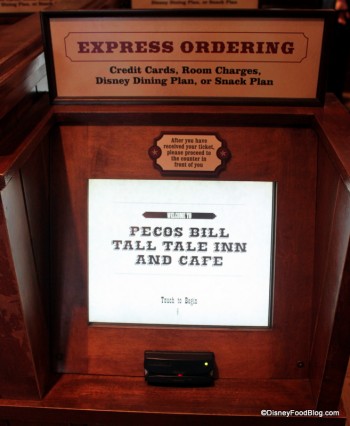 EXPRESS ORDERING
Credit Cards, Room Charges,
Disney Dining Plan, or Snack Plan
After you have
received your ticket,
please proceed to
the counter in
front of you
WELCOME TO
PECOS BILL
TALL TALE INN
AND CAFE
Touch to Begin
©DisneyFoodBlog.com